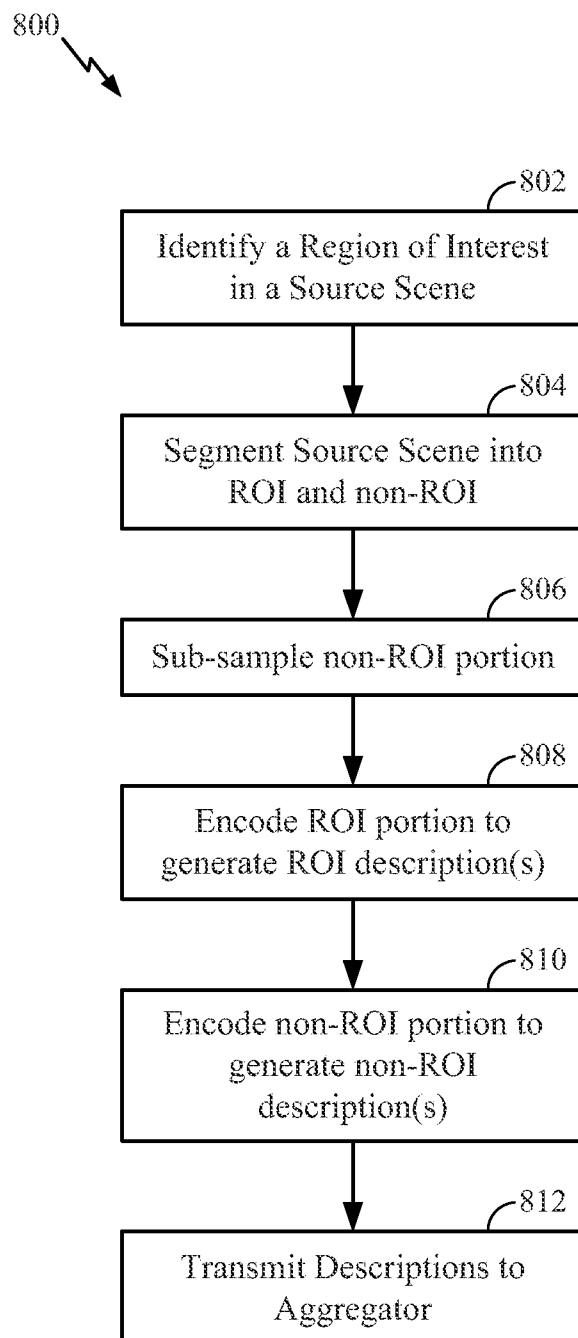 800
802
Identify a Region of Interest
in a Source Scene
804
Segment Source Scene into
ROI and non-ROI
806
Sub-sample non-ROI portion
808
Encode ROI portion to
generate ROI description(s)
810
Encode non-ROI portion to
generate non-ROI
description(s)
812
Transmit Descriptions to
Aggregator